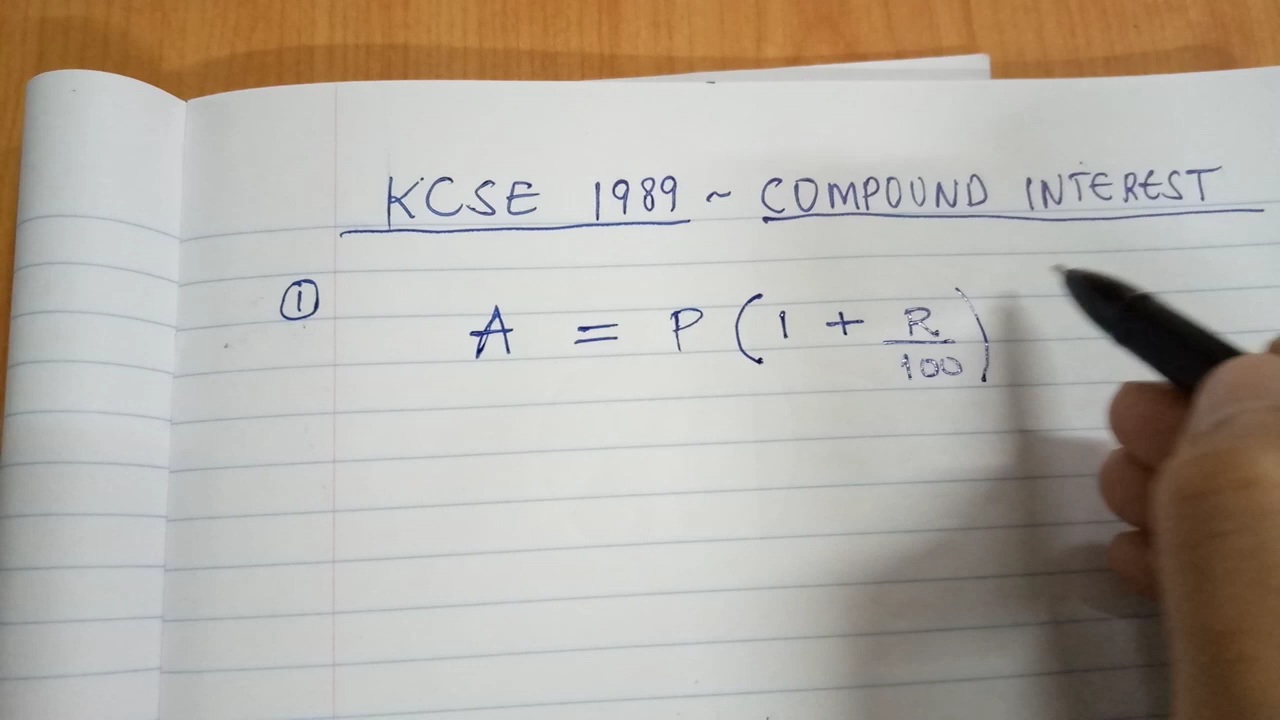 KCSE 1989 ~ COMPOUND INTEREST
① A = P (1 + R/100)